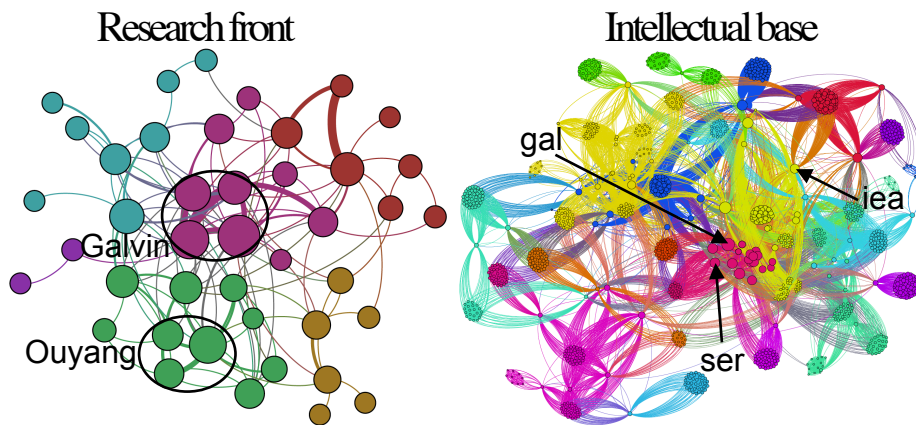 Research front
Intellectual base
gal
iea
Galvin
Ouyang
ser